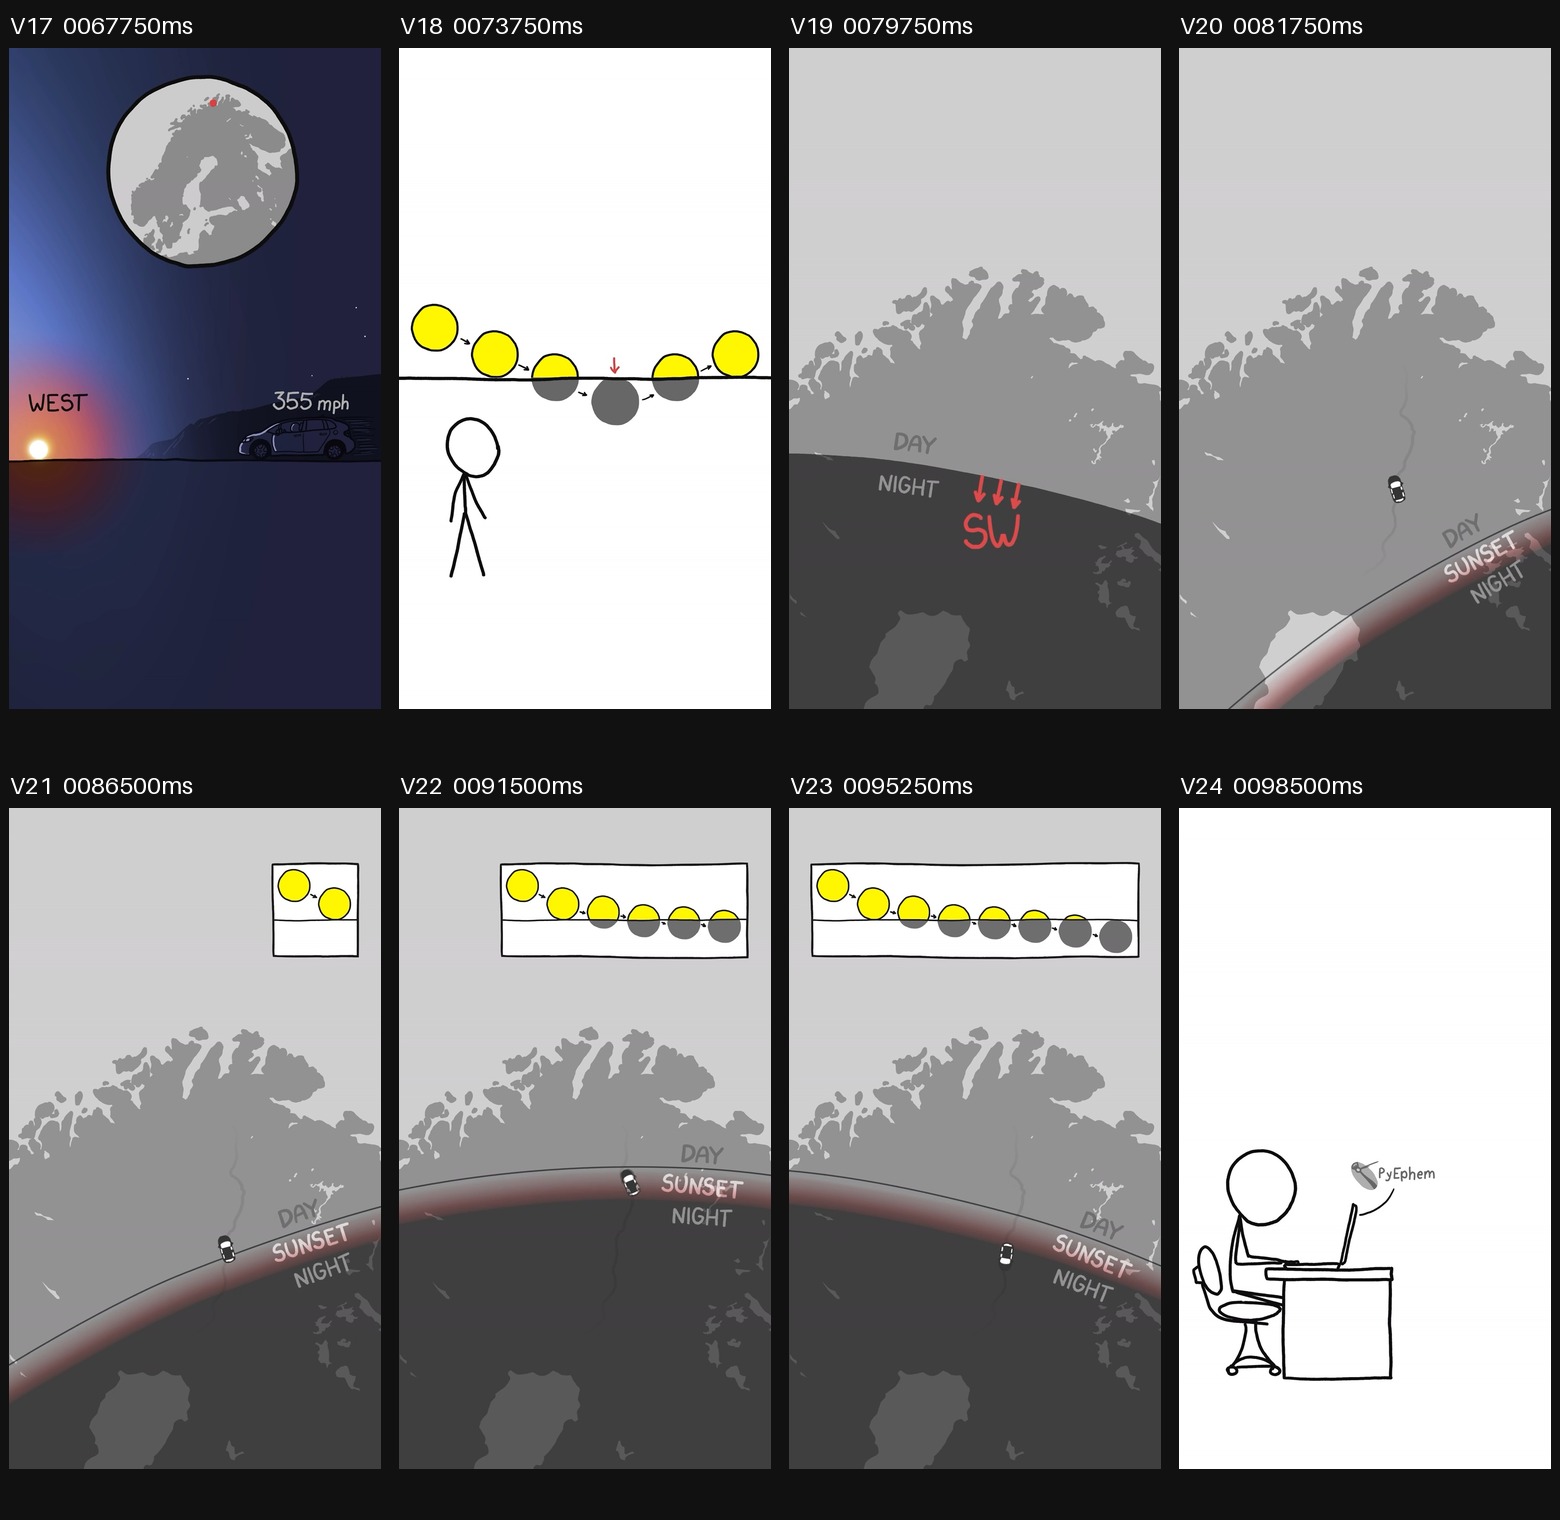 V17 0067750ms
WEST
355 mph
V18 0073750ms
V19 0079750ms
DAY
NIGHT
SW
V20 0081750ms
DAY
SUNSET
NIGHT
V21 0086500ms
DAY
SUNSET
NIGHT
V22 0091500ms
DAY
SUNSET
NIGHT
V23 0095250ms
DAY
SUNSET
NIGHT
V24 0098500ms
PyEphem